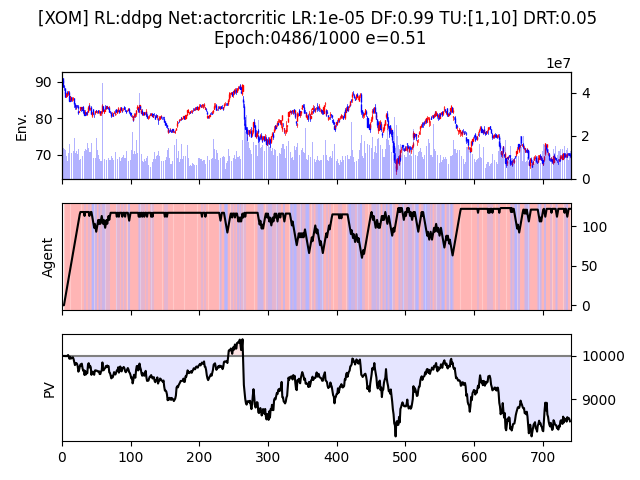 [XOM] RL:ddpg Net:actorcritic LR:1e-05 DF:0.99 TU:[1,10] DRT:0.05
Epoch:0486/1000 e=0.51
1e7
Env.
90
80
70
4
2
0
Agent
100
50
0
PV
10000
9000
0 100 200 300 400 500 600 700